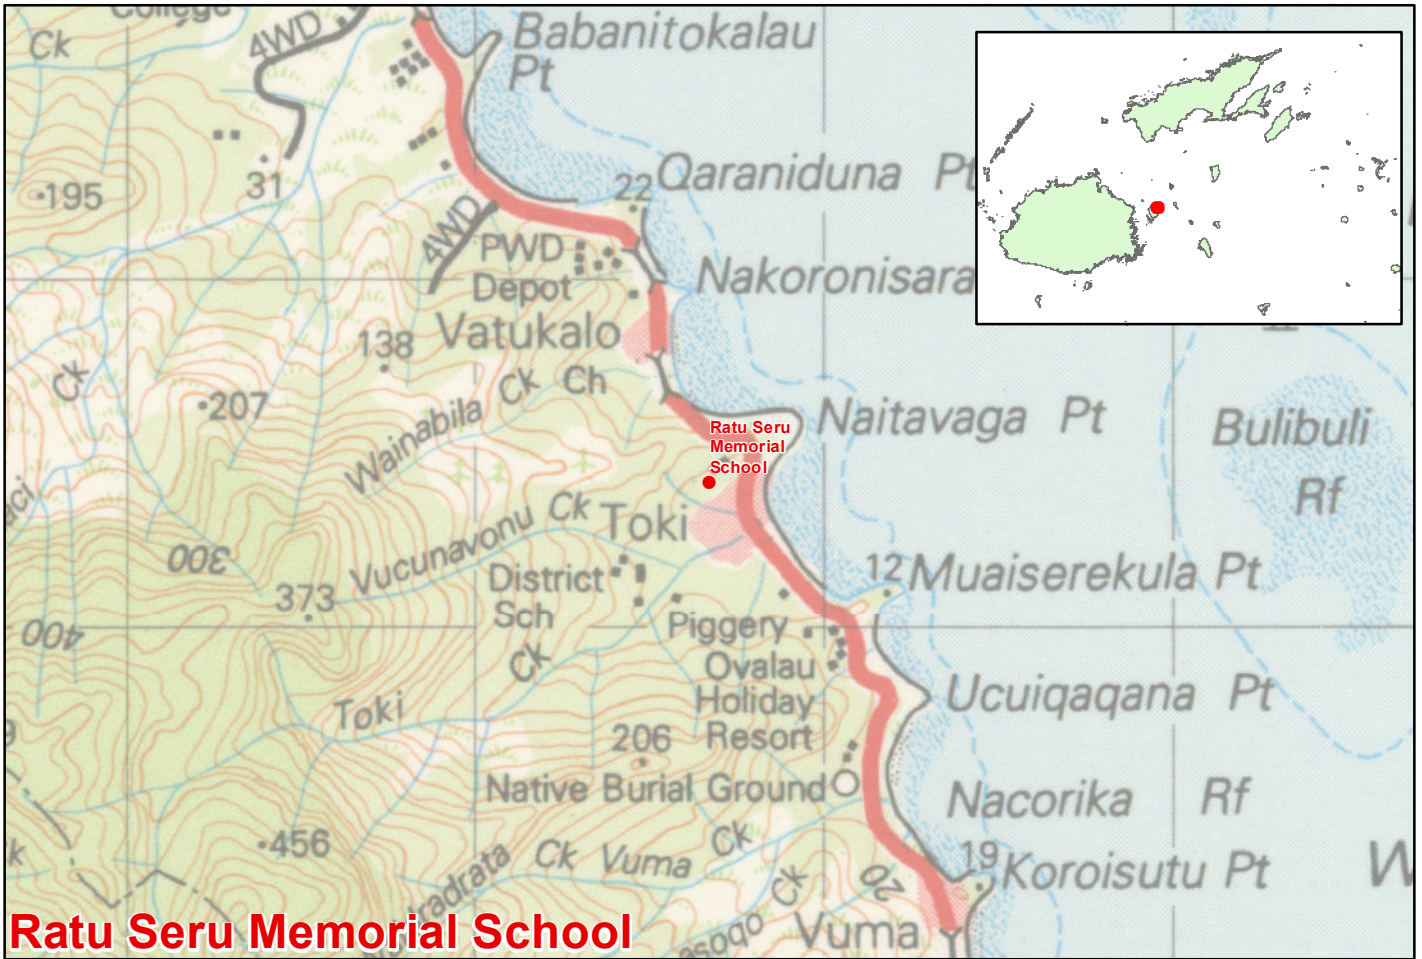 College
4WD
Ck
Babanitokalau
Pt
195
31
22
Qaraniduna Pt
4WD
PWD
Depot
Nakoronisara
Vatukalo
138
Ck
207
Wainabila Ck
Ch
Naitavaga Pt
Bulibuli
Rf
Ratu Seru
Memorial
School
Vucunavonu Ck
Toki
300
373
400
District
Sch
12
Muaiserekula Pt
Piggery
Ovalau
Holiday
Resort
Toki Ck
Ucuiqaqana Pt
206
Native Burial Ground
Nacorika Rf
456
Ck
Vuma Ck
20
19
Koroisutu Pt
Ck
Vuma
W
Ratu Seru Memorial School